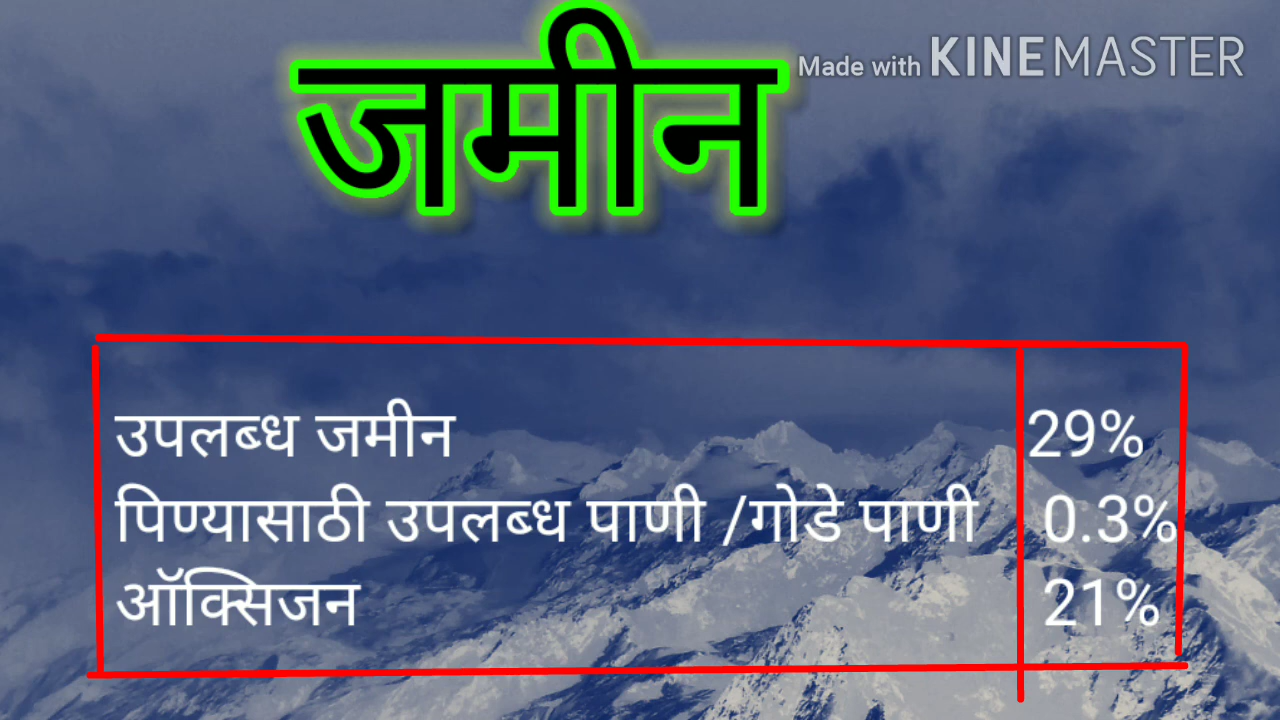 जमीन
Made with KINEMASTER
उपलब्ध जमीन 29%
पिण्यासाठी उपलब्ध पाणी /गोडे पाणी 0.3%
ऑक्सिजन 21%